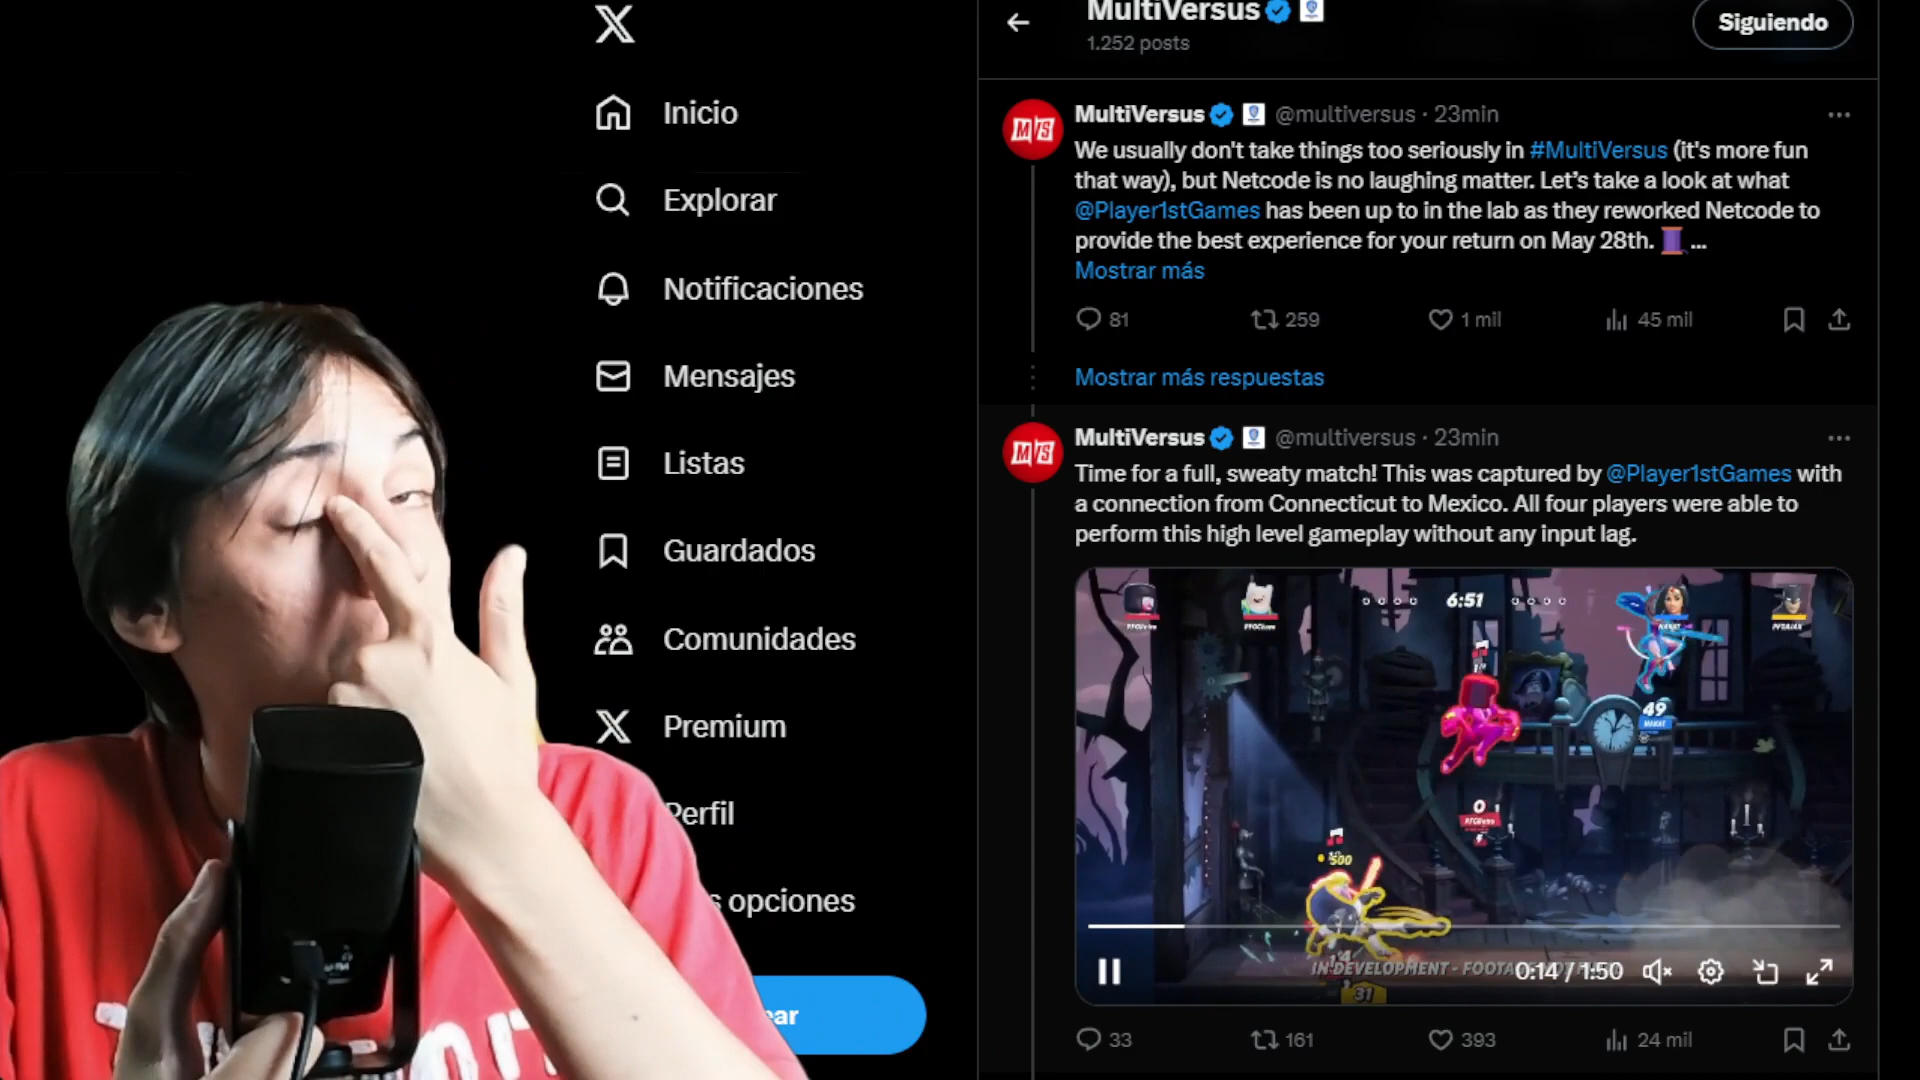 Inicio
Explorar
Notificaciones
Mensajes
Listas
Guardados
Comunidades
Premium
Perfil
opciones
MultiVersus
1.252 posts
Siguiendo
MultiVersus @multiversus · 23min
We usually don't take things too seriously in #MultiVersus (it's more fun
that way), but Netcode is no laughing matter. Let's take a look at what
@Player1stGames has been up to in the lab as they reworked Netcode to
provide the best experience for your return on May 28th. 🧵 ...
Mostrar más
81 259 1 mil 45 mil
Mostrar más respuestas
MultiVersus @multiversus · 23min
Time for a full, sweaty match! This was captured by @Player1stGames with
a connection from Connecticut to Mexico. All four players were able to
perform this high level gameplay without any input lag.
6:51
49
0
500
IN DEVELOPMENT - FOOTAGE
0:14 / 1:50
31
33 161 393 24 mil